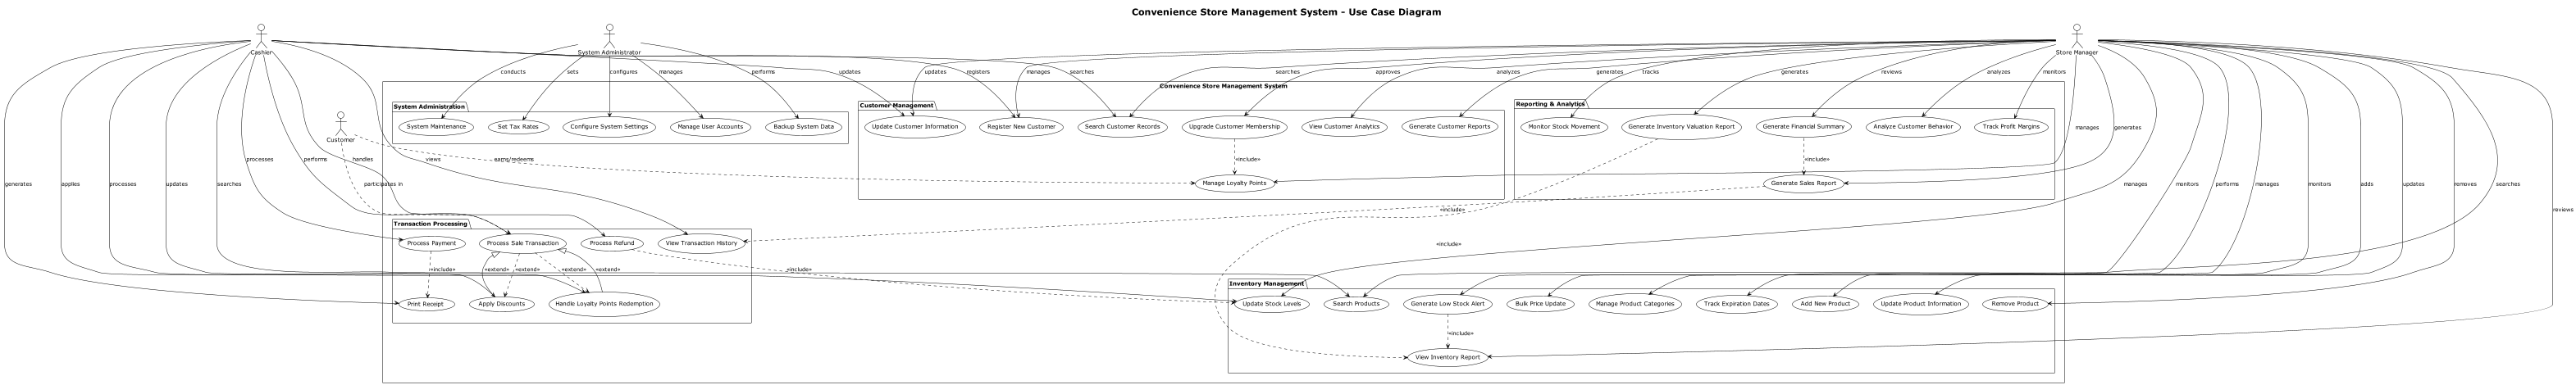 Convenience Store Management System - Use Case Diagram
Cashier
System Administrator
Store Manager
conducts
sets
configures
manages
performs
updates
registers
searches
updates
manages
searches
approves
analyzes
generates
tracks
generates
reviews
analyzes
monitors
Convenience Store Management System
System Administration
System Maintenance
Set Tax Rates
Configure System Settings
Manage User Accounts
Backup System Data
Customer Management
Update Customer Information
Register New Customer
Search Customer Records
Upgrade Customer Membership
View Customer Analytics
Generate Customer Reports
Reporting & Analytics
Monitor Stock Movement
Generate Inventory Valuation Report
Generate Financial Summary
Analyze Customer Behavior
Track Profit Margins
Customer
manages
generates
processes
performs
handles
views
earns/redeems
«include»
«include»
generates
applies
processes
updates
searches
participates in
Manage Loyalty Points
Generate Sales Report
manages
monitors
performs
manages
monitors
adds
updates
removes
searches
«include»
reviews
Transaction Processing
Process Payment
Process Sale Transaction
Process Refund
View Transaction History
«include»
«include»
«extend»
«extend»
«extend»
«extend»
«include»
Print Receipt
Apply Discounts
Handle Loyalty Points Redemption
Inventory Management
Update Stock Levels
Search Products
Generate Low Stock Alert
Bulk Price Update
Manage Product Categories
Track Expiration Dates
Add New Product
Update Product Information
Remove Product
«include»
View Inventory Report